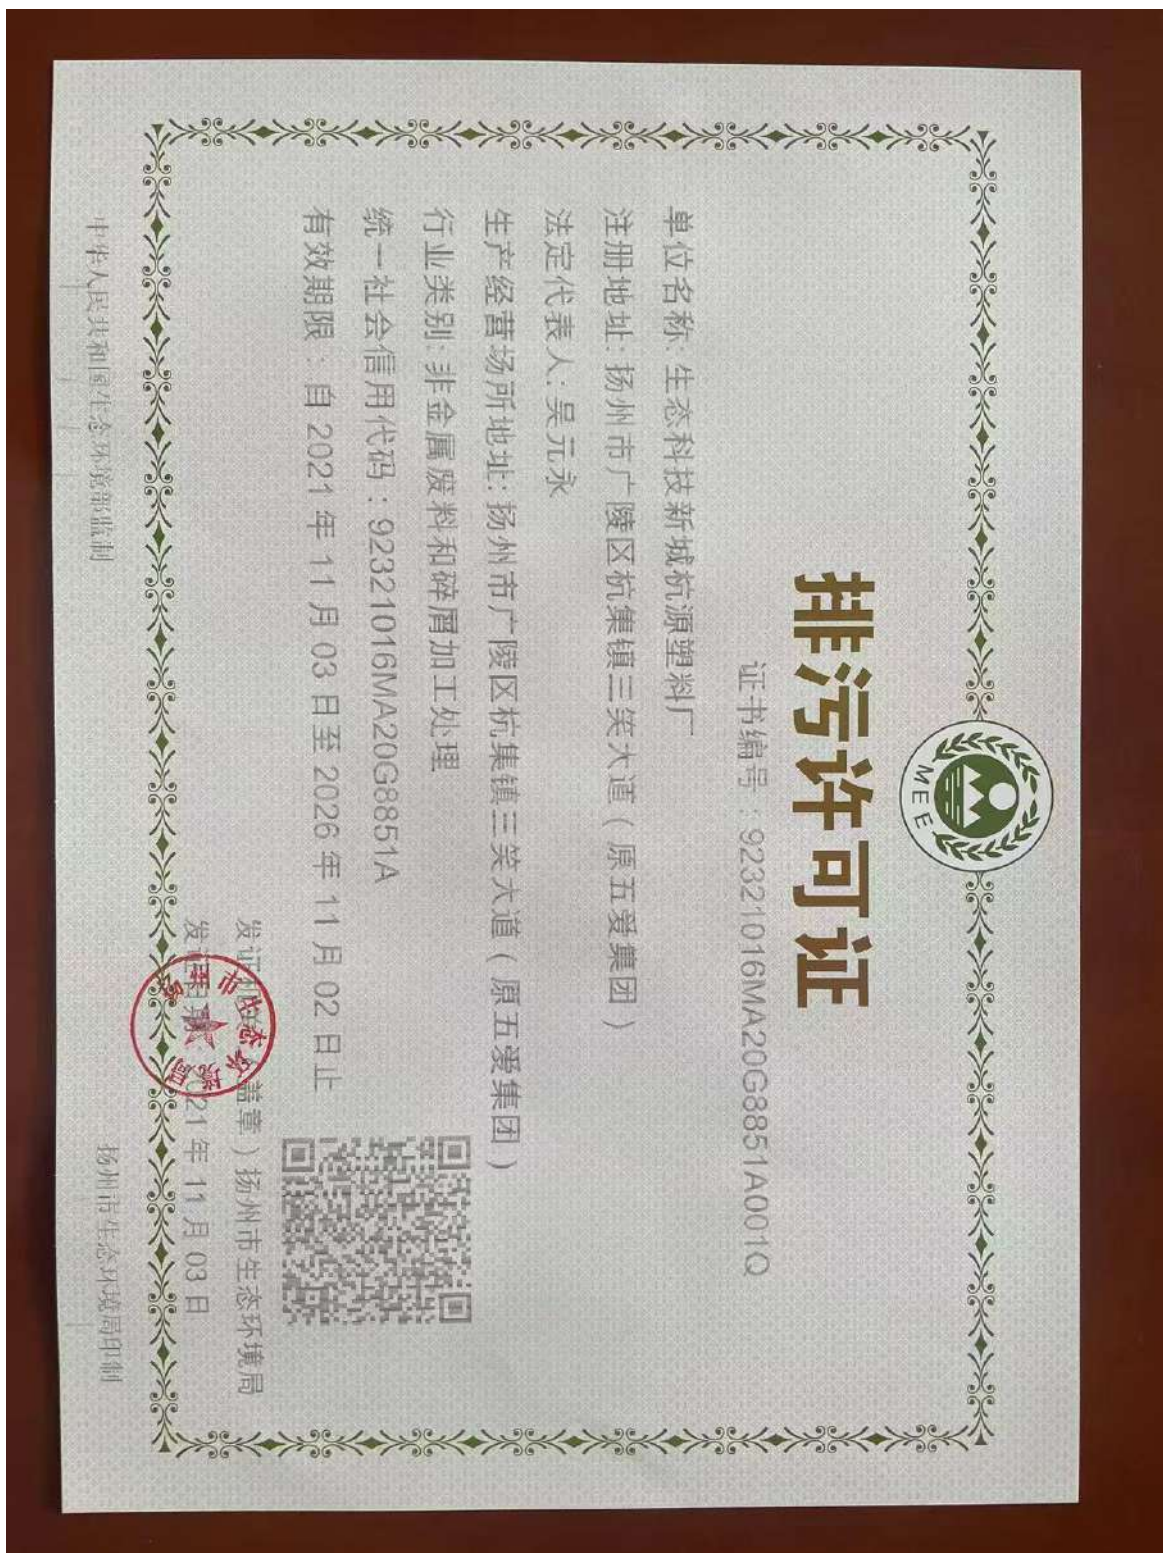 MEE
排污许可证
证书编号：92321016MA20G8851A001Q
单位名称：生态科技新城杭源塑料厂
注册地址：扬州市广陵区杭集镇三笑大道（原五爱集团）
法定代表人：吴元永
生产经营场所地址：扬州市广陵区杭集镇三笑大道（原五爱集团）
行业类别：非金属废料和碎屑加工处理
统一社会信用代码：92321016MA20G8851A
有效期限：自2021年11月03日至2026年11月02日止
发证机关（盖章）扬州市生态环境局
发证日期：2021年11月03日
中华人民共和国生态环境部监制
扬州市生态环境局印制